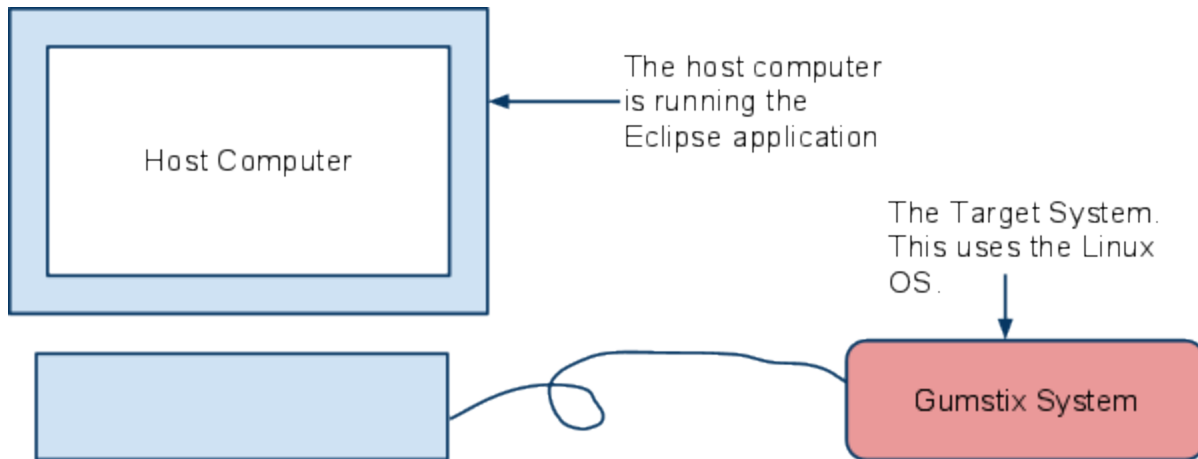 The host computer
is running the
Eclipse application
Host Computer
The Target System.
This uses the Linux
OS.
Gumstix System